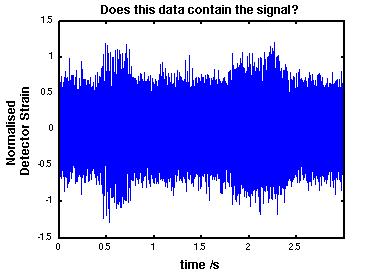 Does this data contain the signal?
1.5
1
0.5
0
-0.5
-1
-1.5
Normalised
Detector Strain
0 0.5 1 1.5 2 2.5
time /s